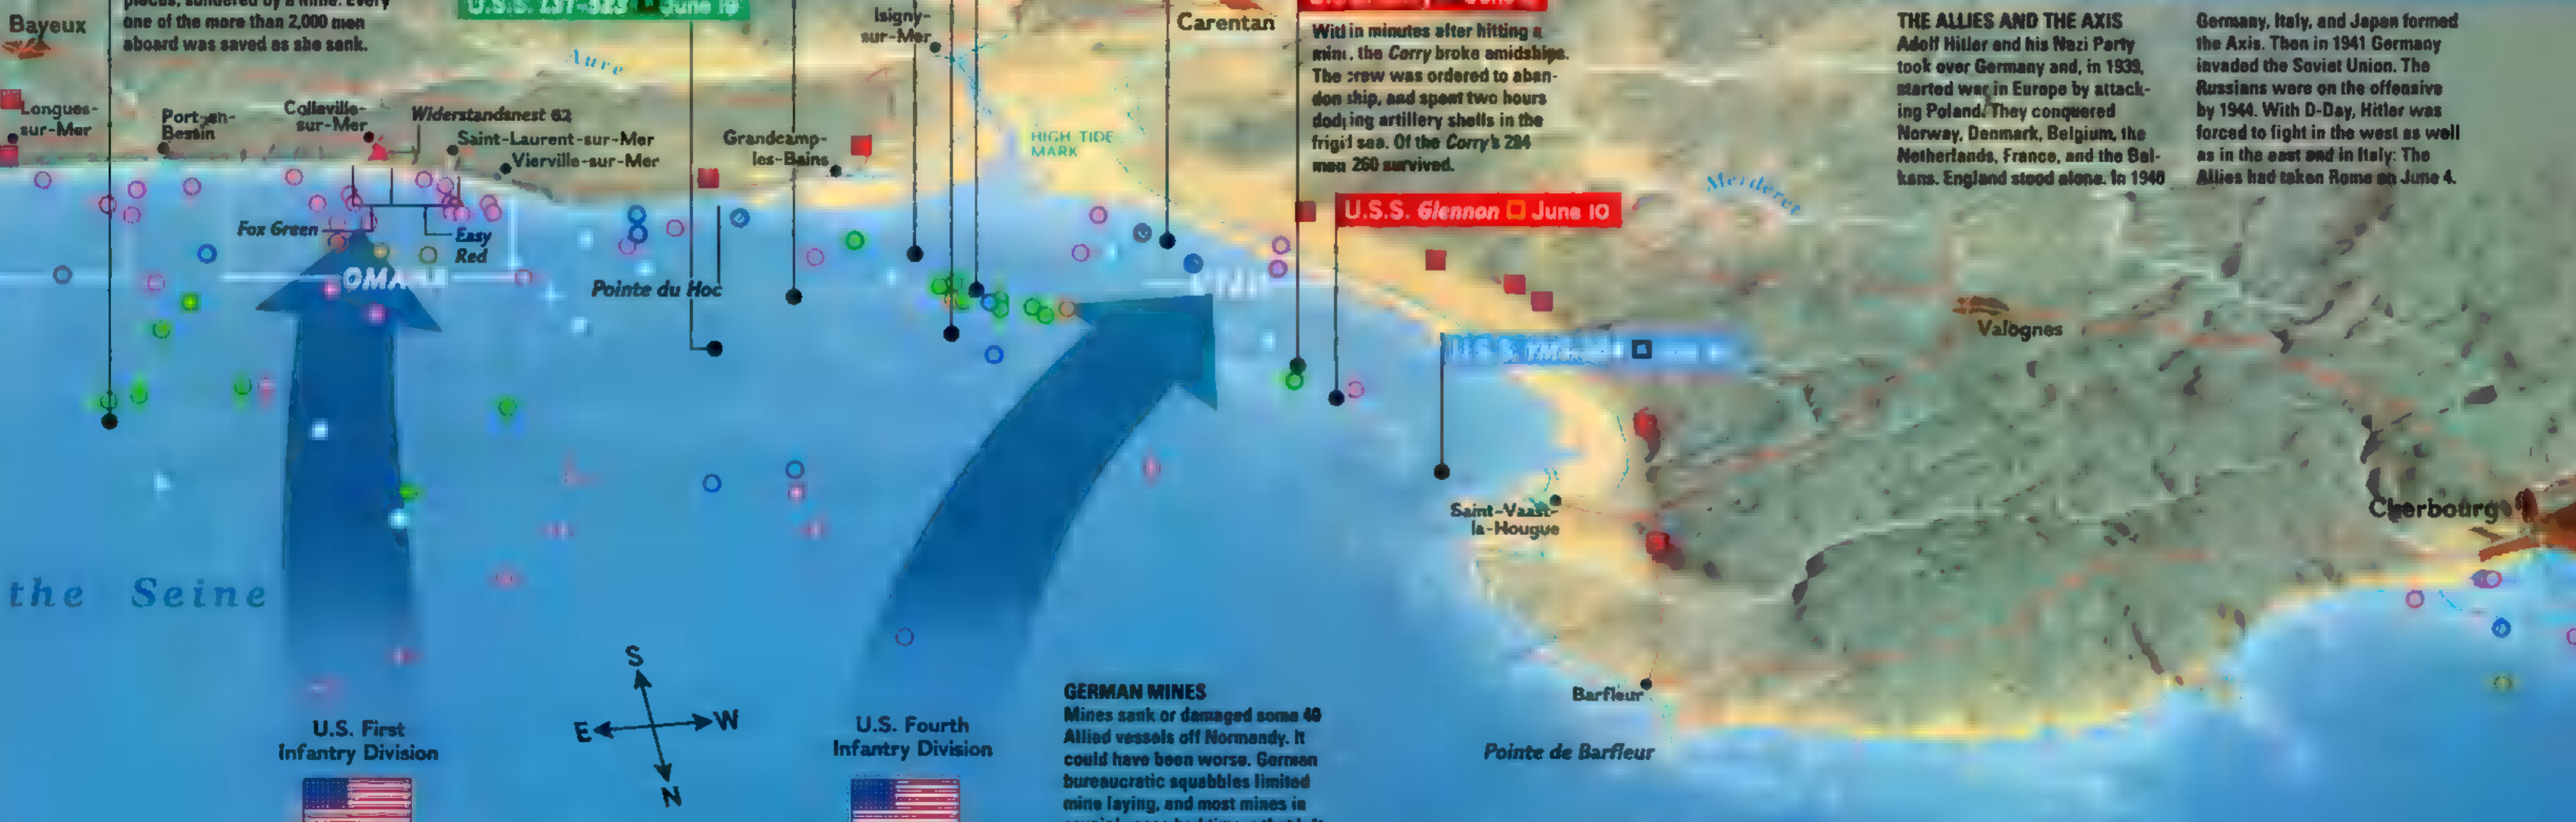 Bayeux
one of the more than 2,000 men
aboard was saved as she sank.
June 19
Isigny-
sur-Mer
Aure
Carentan
Within minutes after hitting a
mine, the Corry broke amidships.
The crew was ordered to aban-
don ship, and spent two hours
dodging artillery shells in the
frigid sea. Of the Corry's 284
men 260 survived.
THE ALLIES AND THE AXIS
Adolf Hitler and his Nazi Party
took over Germany and, in 1939,
started war in Europe by attack-
ing Poland. They conquered
Norway, Denmark, Belgium, the
Netherlands, France, and the Bal-
kans. England stood alone. In 1940
Germany, Italy, and Japan formed
the Axis. Then in 1941 Germany
invaded the Soviet Union. The
Russians were on the offensive
by 1944. With D-Day, Hitler was
forced to fight in the west as well
as in the east and in Italy: The
Allies had taken Rome on June 4.
Longues-
sur-Mer
Port-en-
Bessin
Colleville-
sur-Mer
Widerstandsnest 62
Saint-Laurent-sur-Mer
Vierville-sur-Mer
Grandcamp-
les-Bains
HIGH TIDE
MARK
Merderet
U.S.S. Glennon June 10
Fox Green
Easy
Red
OMAHA
Pointe du Hoc
Valognes
Saint-Vaast-
la-Hougue
Cherbourg
the Seine
S
E W
N
U.S. First
Infantry Division
U.S. Fourth
Infantry Division
GERMAN MINES
Mines sank or damaged some 40
Allied vessels off Normandy. It
could have been worse. German
bureaucratic squabbles limited
mine laying, and most mines in
Barfleur
Pointe de Barfleur